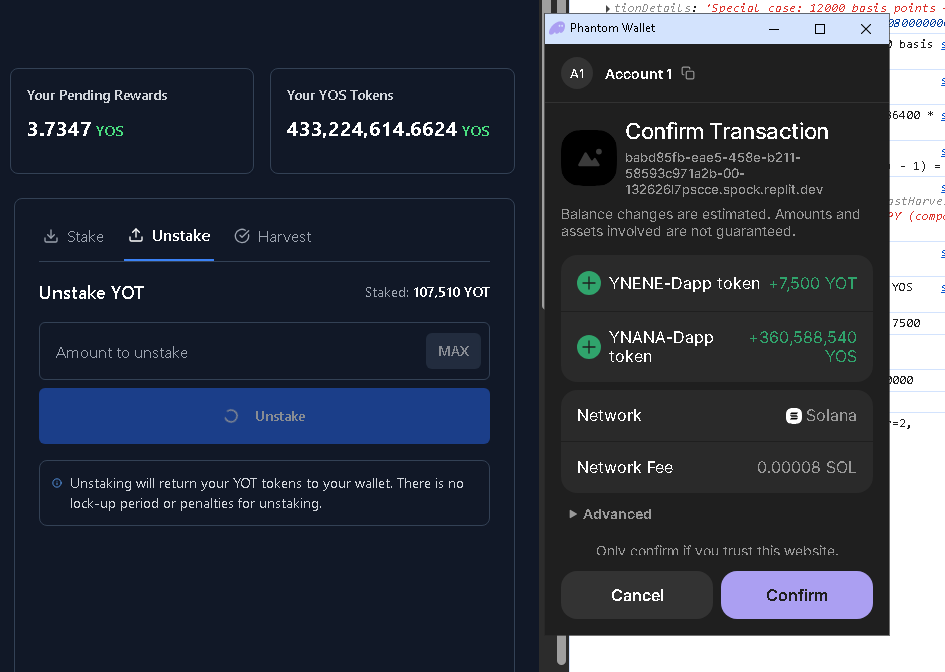 Your Pending Rewards
3.7347 YOS
Your YOS Tokens
433,224,614.6624 YOS
Stake
Unstake
Harvest
Unstake YOT
Staked: 107,510 YOT
Amount to unstake
MAX
Unstake
Unstaking will return your YOT tokens to your wallet. There is no
lock-up period or penalties for unstaking.
Phantom Wallet
A1
Account 1
Confirm Transaction
babd85fb-eae5-458e-b211-
58593c971a2b-00-
132626l7pscce.spock.replit.dev
Balance changes are estimated. Amounts and
assets involved are not guaranteed.
YNENE-Dapp token +7,500 YOT
YNANA-Dapp
token
+360,588,540
YOS
Network
Solana
Network Fee
0.00008 SOL
Advanced
Only confirm if you trust this website.
Cancel
Confirm
tionDetails: 'Special case: 12000 basis points
basis
36400 *
- 1) =
astHarve
PY (compo
YOS
7500
0000
r=2,